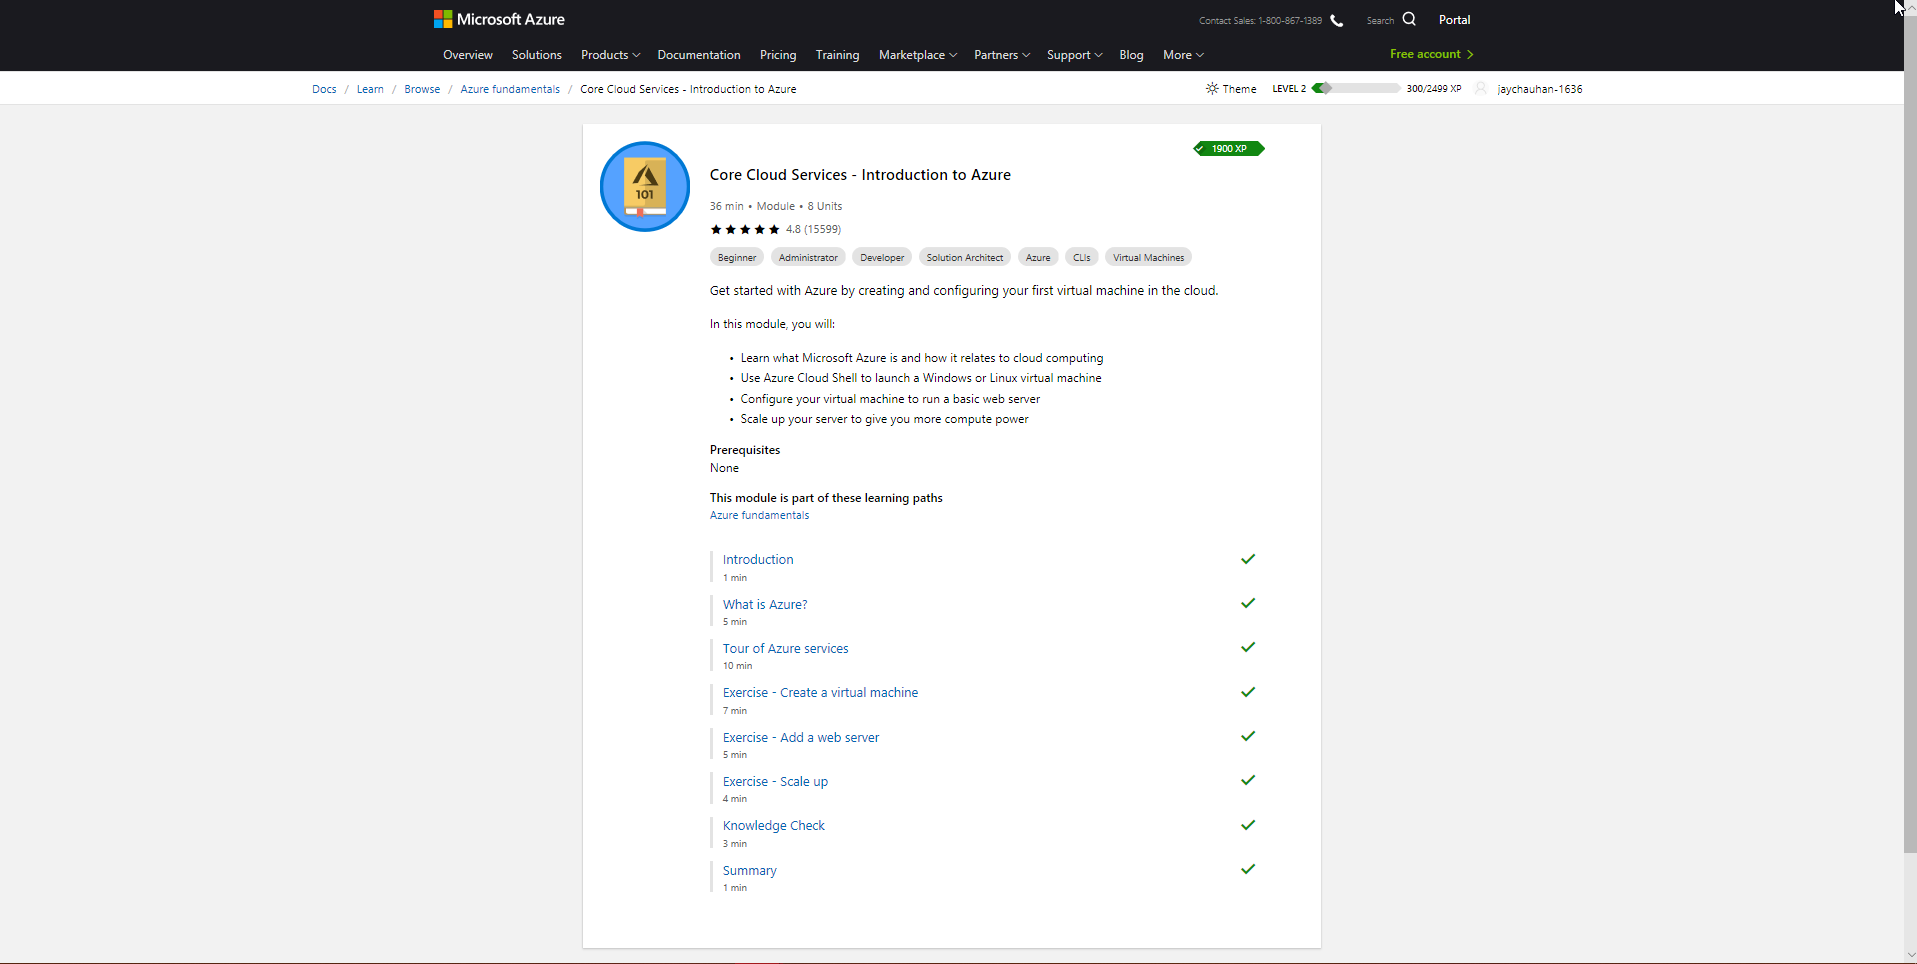 Microsoft Azure
Contact Sales: 1-800-867-1389 Search Portal
Overview Solutions Products Documentation Pricing Training Marketplace Partners Support Blog More Free account
Docs / Learn / Browse / Azure fundamentals / Core Cloud Services - Introduction to Azure Theme LEVEL 2 300/2499 XP jaychauhan-1636
1900 XP
101
Core Cloud Services - Introduction to Azure
36 min • Module • 8 Units
4.8 (15599)
Beginner Administrator Developer Solution Architect Azure CLIs Virtual Machines
Get started with Azure by creating and configuring your first virtual machine in the cloud.
In this module, you will:
• Learn what Microsoft Azure is and how it relates to cloud computing
• Use Azure Cloud Shell to launch a Windows or Linux virtual machine
• Configure your virtual machine to run a basic web server
• Scale up your server to give you more compute power
Prerequisites
None
This module is part of these learning paths
Azure fundamentals
Introduction
1 min
What is Azure?
5 min
Tour of Azure services
10 min
Exercise - Create a virtual machine
7 min
Exercise - Add a web server
5 min
Exercise - Scale up
4 min
Knowledge Check
3 min
Summary
1 min